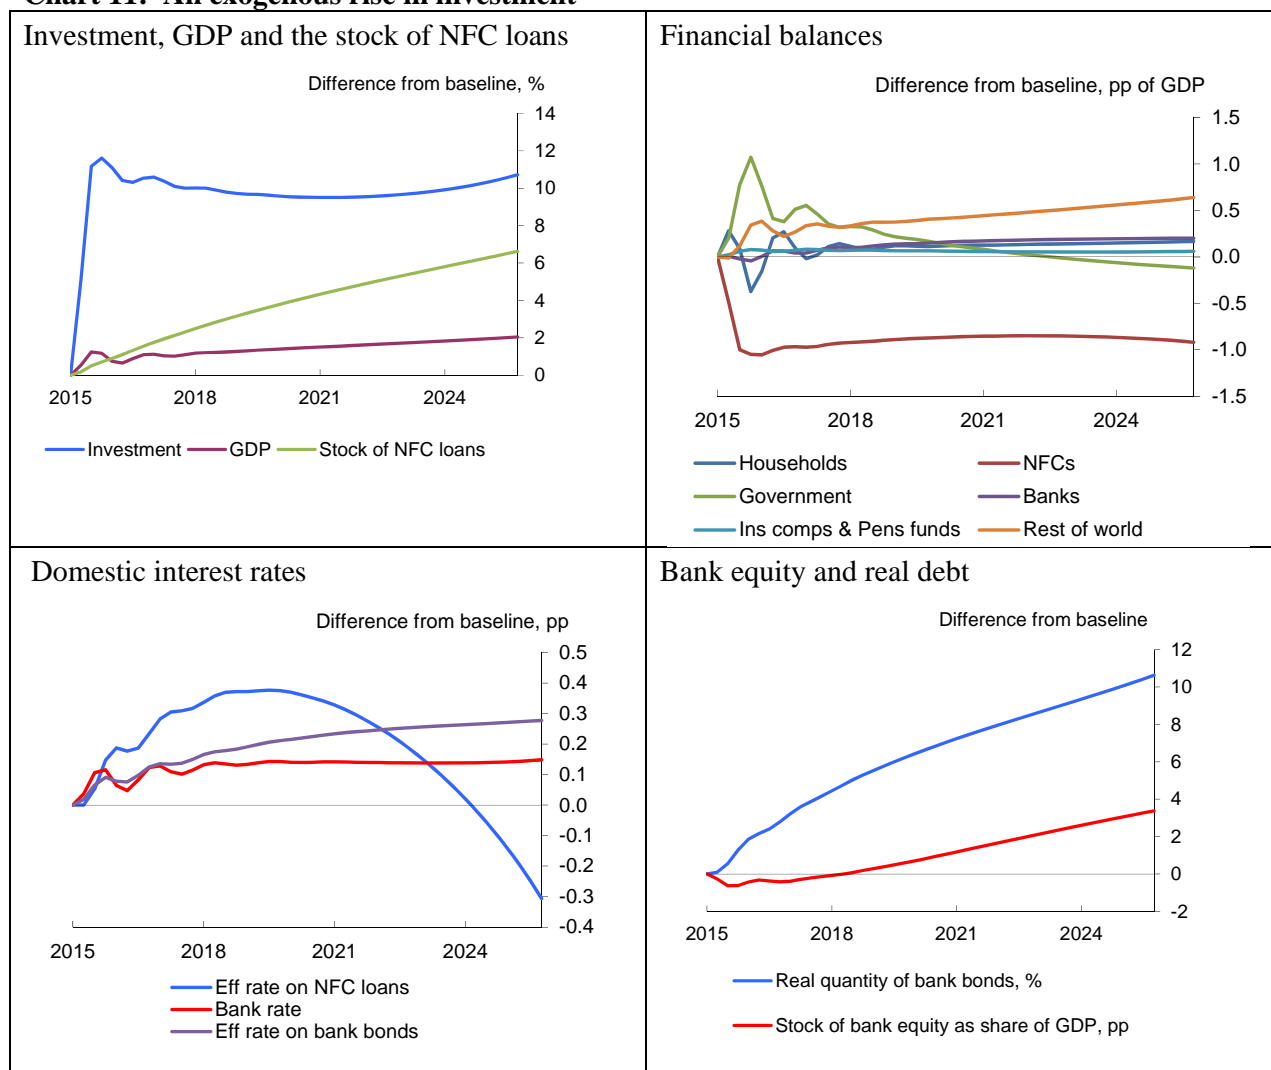 Chart 11: An exogenous rise in investment
Investment, GDP and the stock of NFC loans
Difference from baseline, %
14
12
10
8
6
4
2
0
2015 2018 2021 2024
Investment GDP Stock of NFC loans
Financial balances
Difference from baseline, pp of GDP
1.5
1.0
0.5
0.0
-0.5
-1.0
-1.5
2015 2018 2021 2024
Households NFCs
Government Banks
Ins comps & Pens funds Rest of world
Domestic interest rates
Difference from baseline, pp
0.5
0.4
0.3
0.2
0.1
0.0
-0.1
-0.2
-0.3
-0.4
2015 2018 2021 2024
Eff rate on NFC loans
Bank rate
Eff rate on bank bonds
Bank equity and real debt
Difference from baseline
12
10
8
6
4
2
0
-2
2015 2018 2021 2024
Real quantity of bank bonds, %
Stock of bank equity as share of GDP, pp